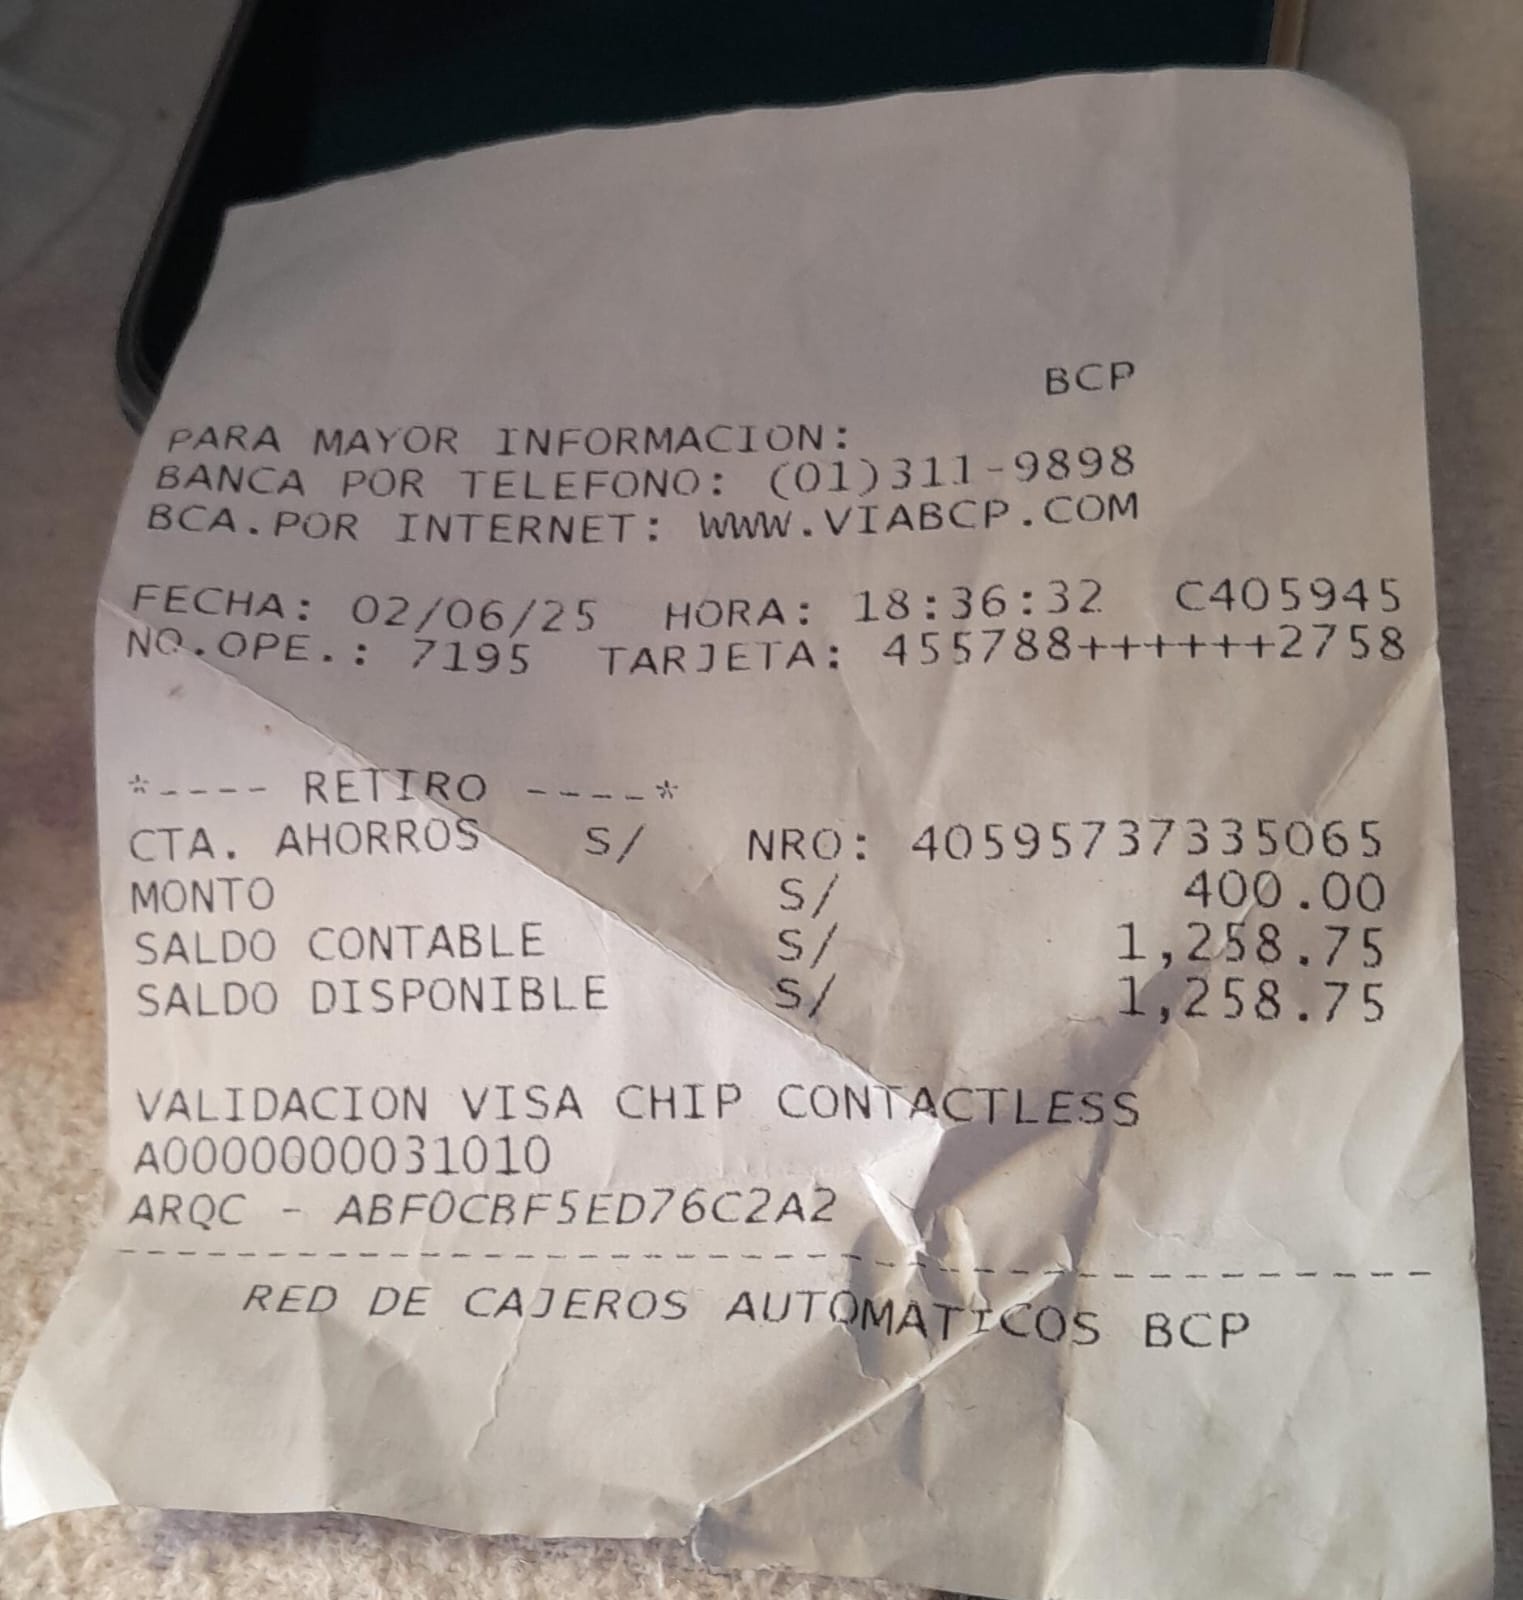 BCP
PARA MAYOR INFORMACION:
BANCA POR TELEFONO: (01)311-9898
BCA.POR INTERNET: WWW.VIABCP.COM
FECHA: 02/06/25 HORA: 18:36:32 C405945
NO.OPE.: 7195 TARJETA: 455788++++++2758
*---- RETIRO ----*
CTA. AHORROS S/ NRO: 40595737335065
MONTO S/ 400.00
SALDO CONTABLE S/ 1,258.75
SALDO DISPONIBLE S/ 1,258.75
VALIDACION VISA CHIP CONTACTLESS
A0000000031010
ARQC - ABF0CBF5ED76C2A2
--------------------------------------
RED DE CAJEROS AUTOMATICOS BCP